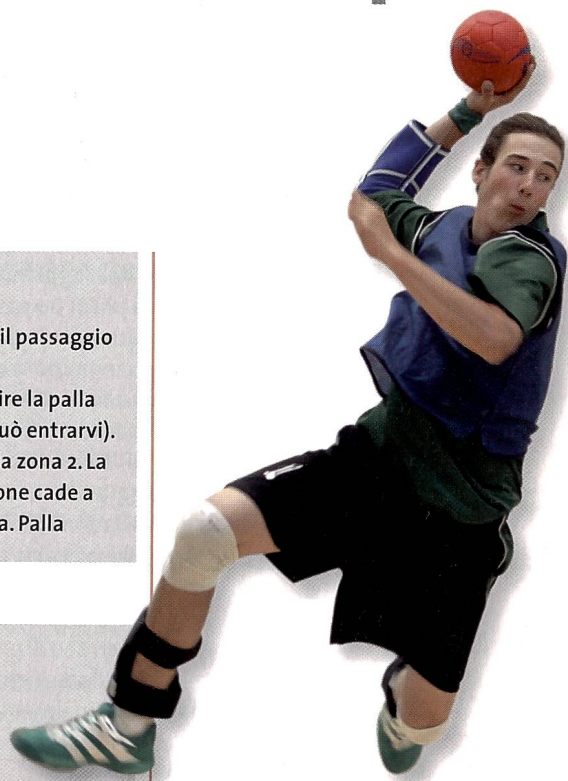 il passaggio
ire la palla
uò entrarvi).
a zona 2. La
one cade a
a. Palla